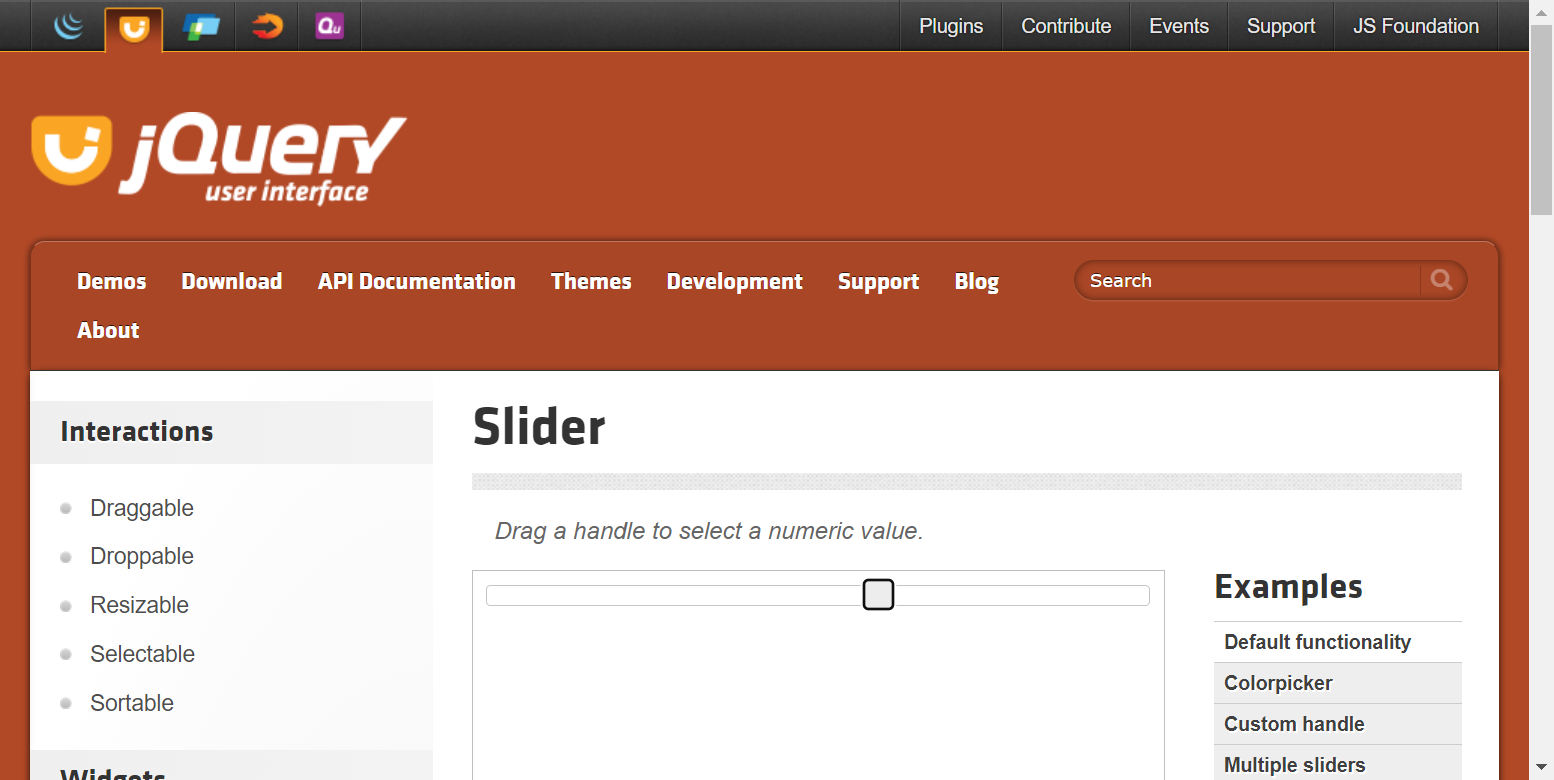 Qu
Plugins Contribute Events Support JS Foundation
jQuery
user interface
Demos Download API Documentation Themes Development Support Blog
About
Search
Interactions
Draggable
Droppable
Resizable
Selectable
Sortable
Widgets
Slider
Drag a handle to select a numeric value.
Examples
Default functionality
Colorpicker
Custom handle
Multiple sliders